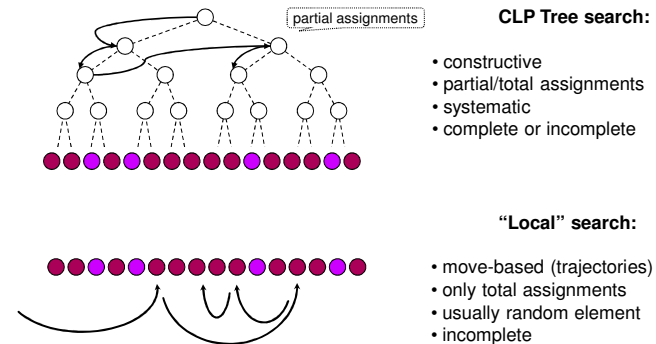 partial assignments
CLP Tree search:
• constructive
• partial/total assignments
• systematic
• complete or incomplete
“Local” search:
• move-based (trajectories)
• only total assignments
• usually random element
• incomplete